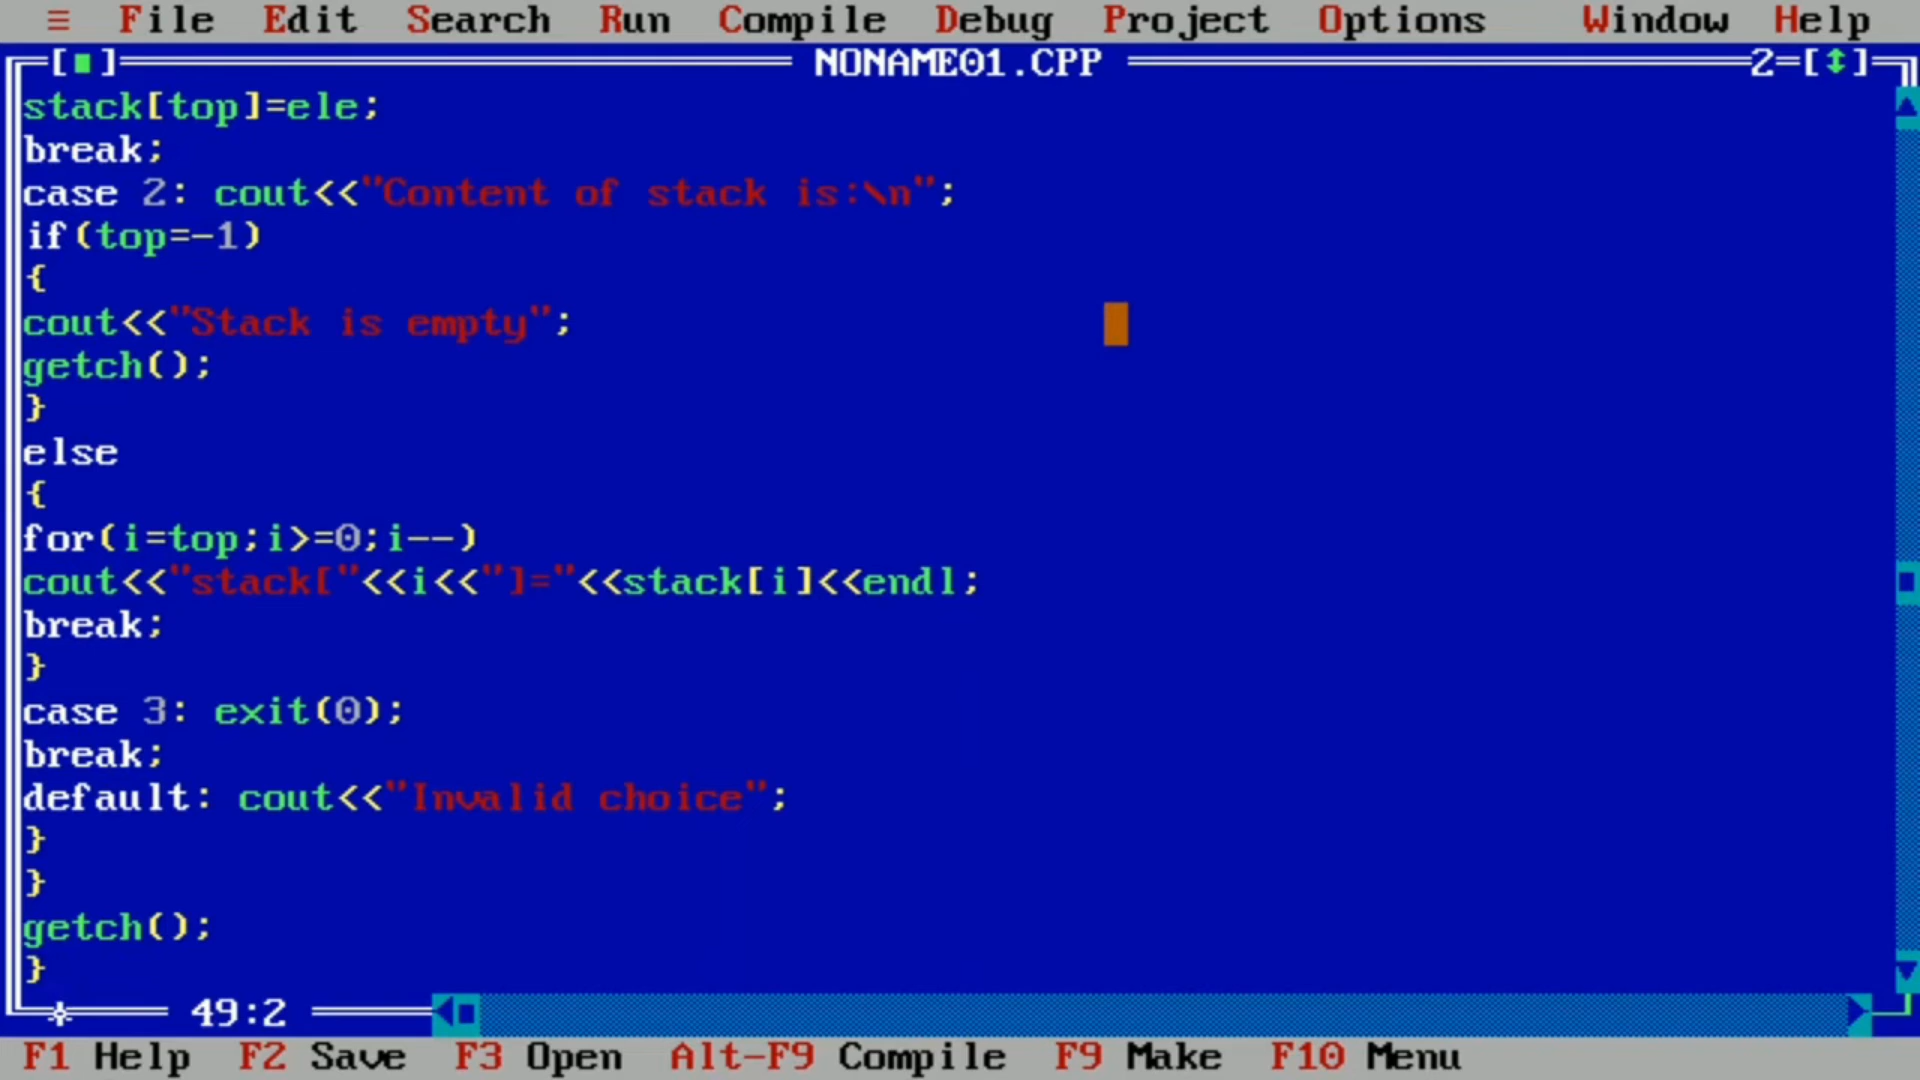 ≡ File Edit Search Run Compile Debug Project Options Window Help
[■] NONAME01.CPP 2=[↕]
stack[top]=ele;
break;
case 2: cout<<"Content of stack is:\n";
if(top=-1)
{
cout<<"Stack is empty";
getch();
}
else
{
for(i=top;i>=0;i--)
cout<<"stack["<<i<<"]="<<stack[i]<<endl;
break;
}
case 3: exit(0);
break;
default: cout<<"Invalid choice";
}
}
getch();
}
49:2
F1 Help F2 Save F3 Open Alt-F9 Compile F9 Make F10 Menu